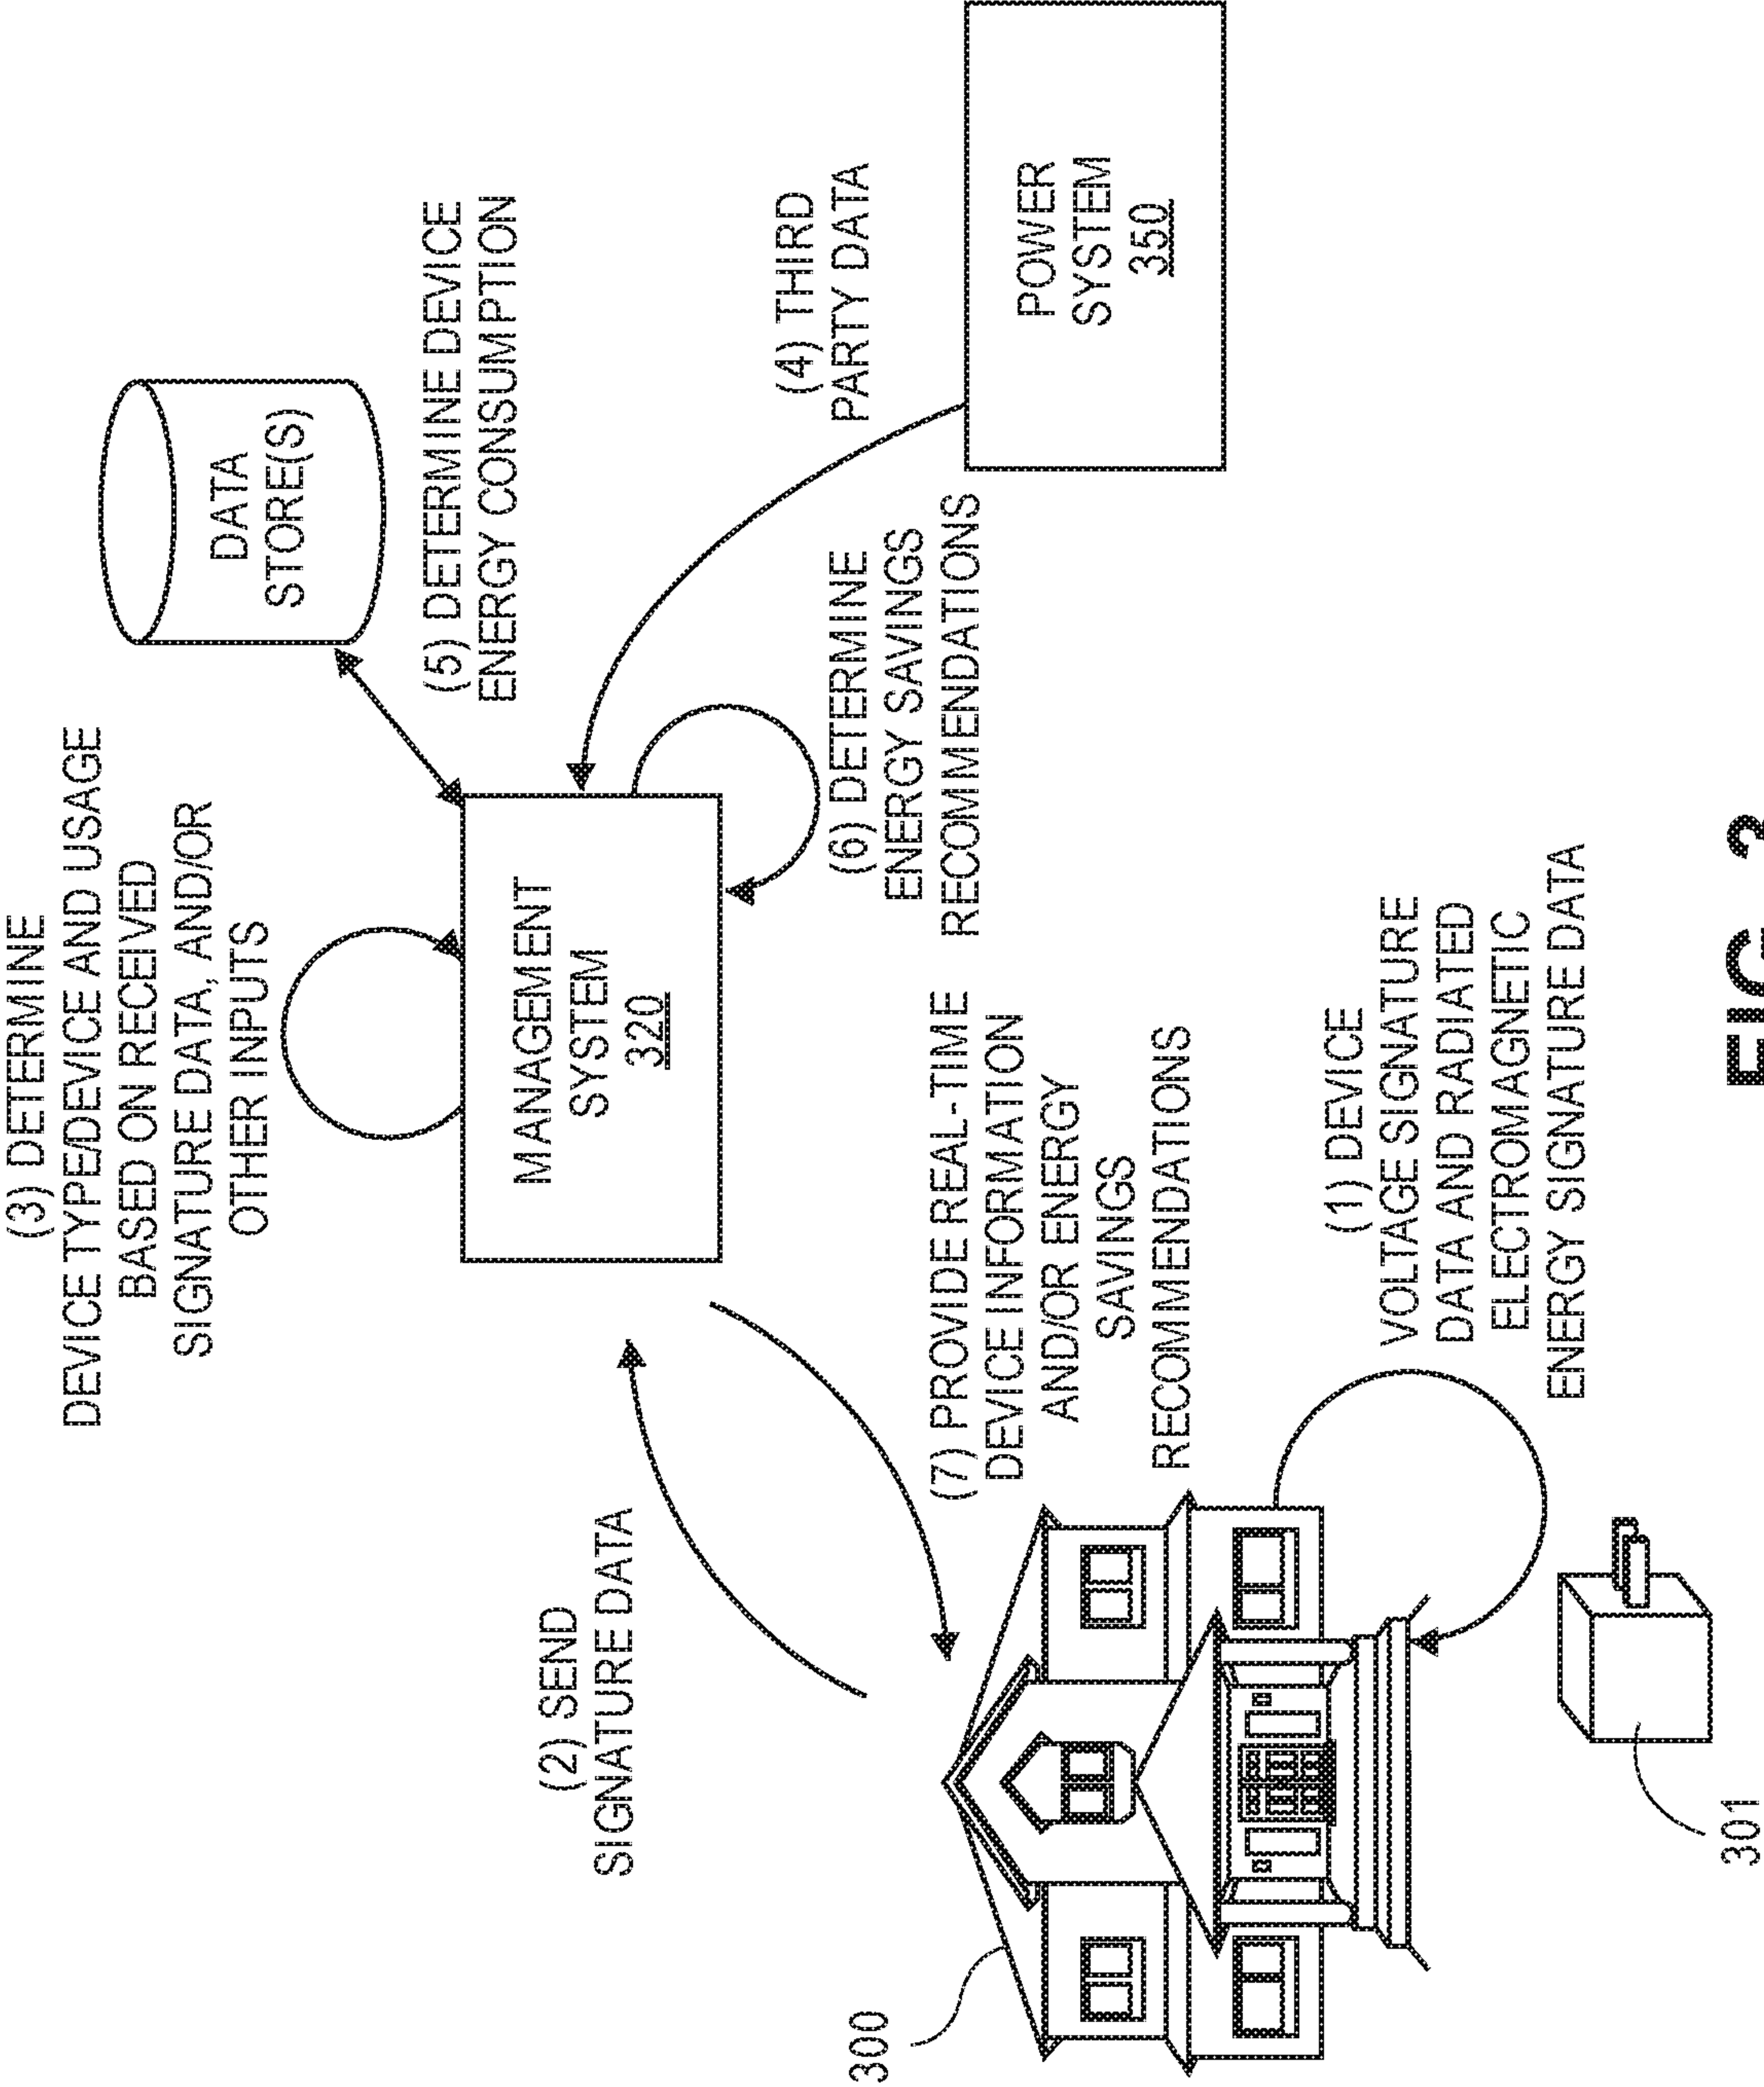 (3) DETERMINE
DEVICE TYPE/DEVICE AND USAGE
BASED ON RECEIVED
SIGNATURE DATA, AND/OR
OTHER INPUTS
DATA
STORE(S)
(5) DETERMINE DEVICE
ENERGY CONSUMPTION
MANAGEMENT
SYSTEM
320
(2) SEND
SIGNATURE DATA
(4) THIRD
PARTY DATA
(6) DETERMINE
ENERGY SAVINGS
RECOMMENDATIONS
(7) PROVIDE REAL-TIME
DEVICE INFORMATION
AND/OR ENERGY
SAVINGS
RECOMMENDATIONS
POWER
SYSTEM
350
300
(1) DEVICE
VOLTAGE SIGNATURE
DATA AND RADIATED
ELECTROMAGNETIC
ENERGY SIGNATURE DATA
301
FIG. 3